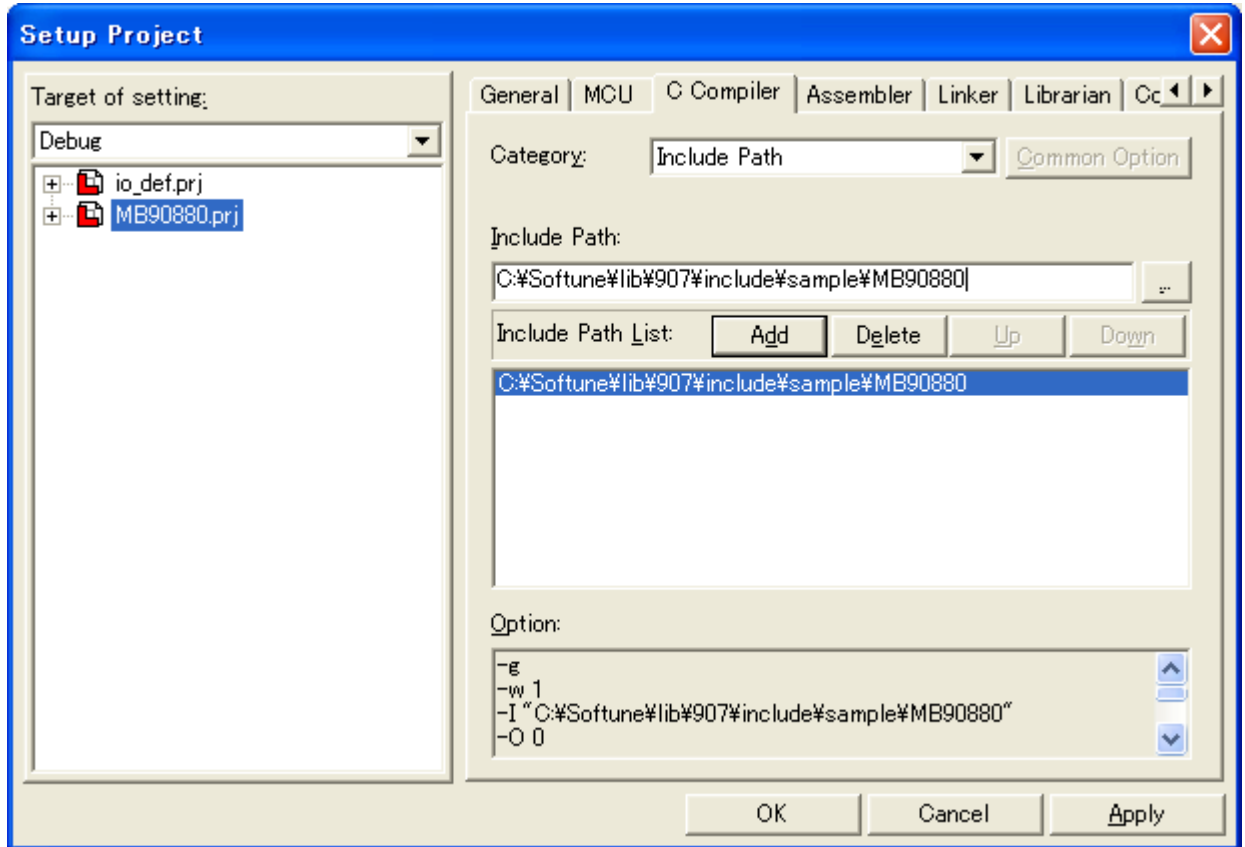 Setup Project
Target of setting:
Debug
io_def.prj
MB90880.prj
General MCU C Compiler Assembler Linker Librarian Cc
Category: Include Path Common Option
Include Path:
C:¥Softune¥lib¥907¥include¥sample¥MB90880 ...
Include Path List: Add Delete Up Down
C:¥Softune¥lib¥907¥include¥sample¥MB90880
Option:
-g
-w 1
-I "C:¥Softune¥lib¥907¥include¥sample¥MB90880"
-O 0
OK Cancel Apply